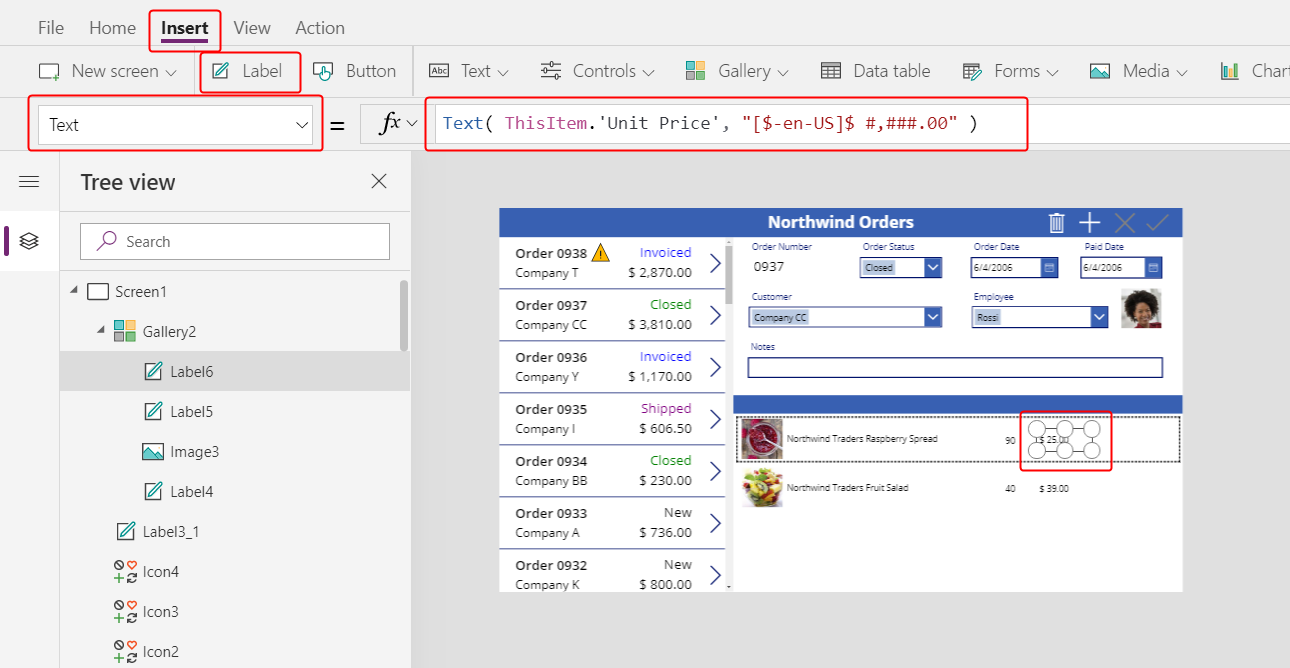 File Home Insert View Action
New screen Label Button Abc Text Controls Gallery Data table Forms Media Chart
Text = fx Text( ThisItem.'Unit Price', "[$-en-US]$ #,###.00" )
Tree view
Search
Screen1
Gallery2
Label6
Label5
Image3
Label4
Label3_1
Icon4
Icon3
Icon2
Northwind Orders
Order 0938 Invoiced
Company T $ 2,870.00
Order 0937 Closed
Company CC $ 3,810.00
Order 0936 Invoiced
Company Y $ 1,170.00
Order 0935 Shipped
Company I $ 606.50
Order 0934 Closed
Company BB $ 230.00
Order 0933 New
Company A $ 736.00
Order 0932 New
Company K $ 800.00
Order Number Order Status Order Date Paid Date
0937 Closed 6/4/2006 6/4/2006
Customer Employee
Company CC Rossi
Notes
Northwind Traders Raspberry Spread 90 $ 25.00
Northwind Traders Fruit Salad 40 $ 39.00